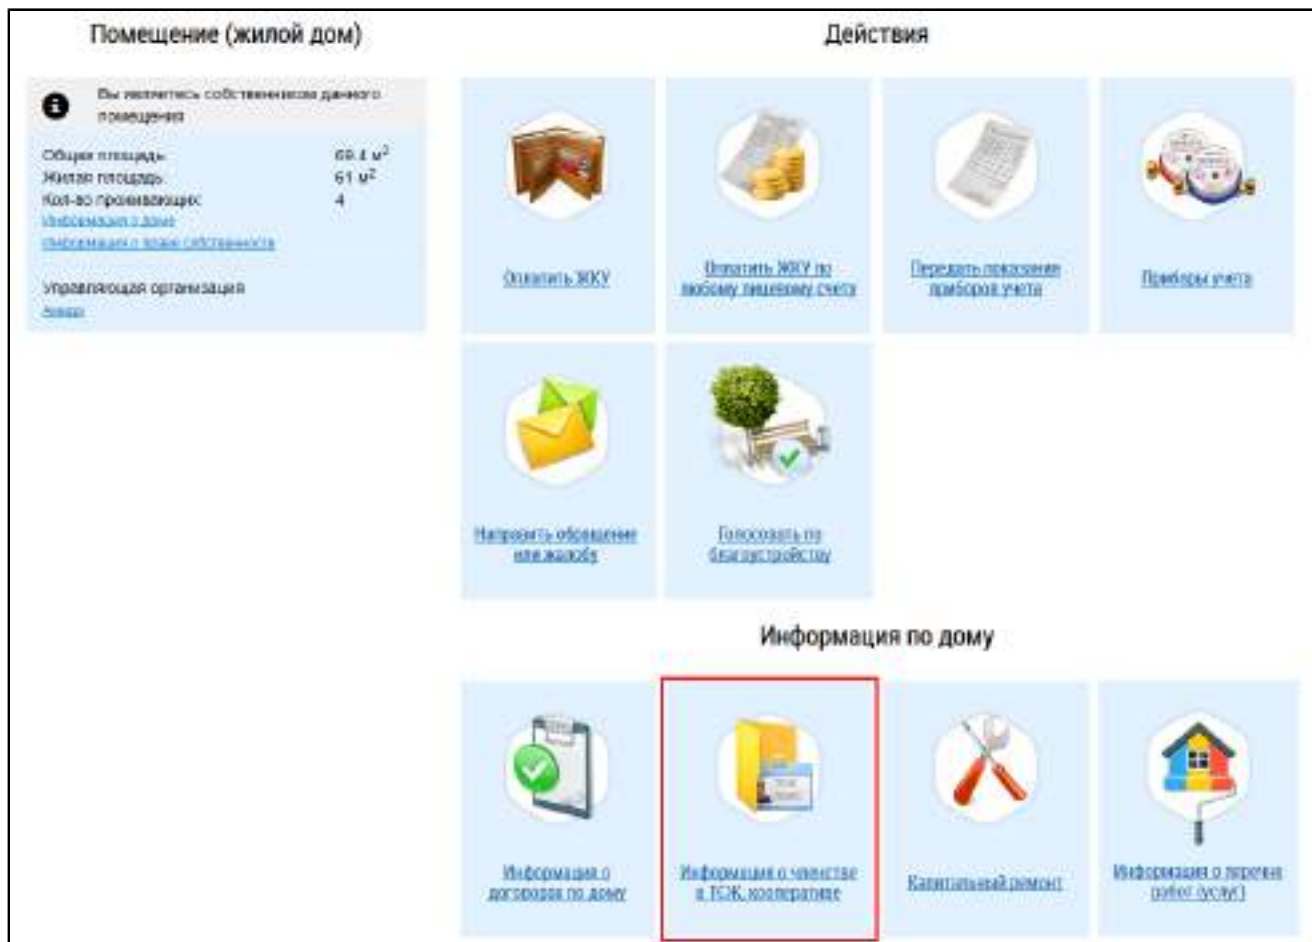 Помещение (жилой дом)
Вы являетесь собственником данного
помещения
Общая площадь: 69.4 м²
Жилая площадь: 61 м²
Кол-во проживающих: 4
Информация о доме
Информация о праве собственности
Управляющая организация
Действия
Оплатить ЖКУ
Оплатить ЖКУ по
любому лицевому счету
Передать показания
приборов учета
Приборы учета
Направить обращение
или жалобу
Голосовать по
благоустройству
Информация по дому
Информация о
договорах по дому
Информация о членстве
в ТСЖ, кооперативе
Капитальный ремонт
Информация о перечне
работ (услуг)